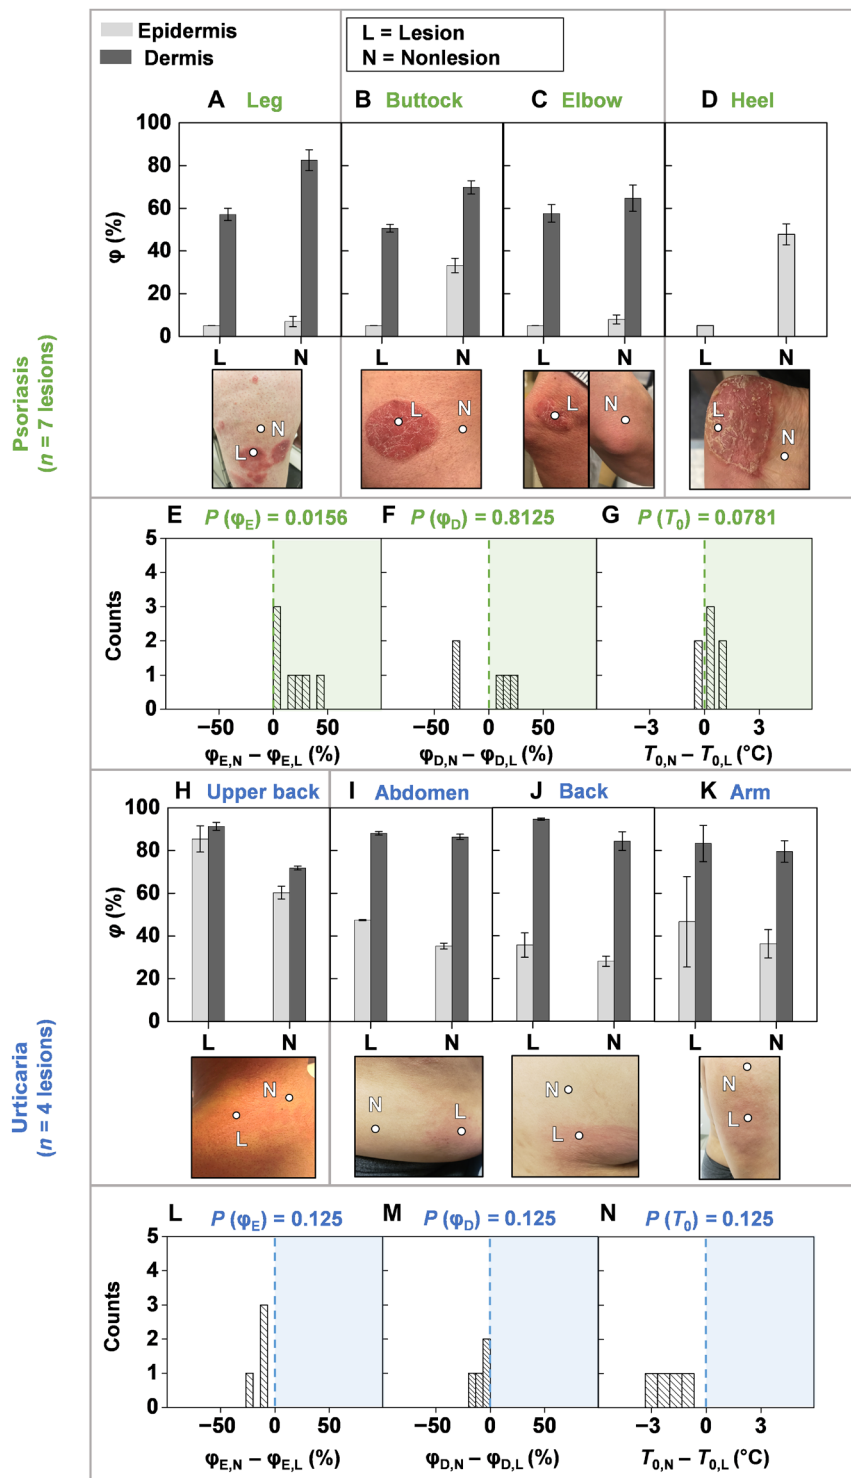 Epidermis
Dermis
L = Lesion
N = Nonlesion
A Leg
B Buttock
C Elbow
D Heel
100
80
60
40
20
0
φ (%)
L N
L N
L N
L N
N
L
L
N
L
N
L
N
Psoriasis
(n = 7 lesions)
E P (φE) = 0.0156
F P (φD) = 0.8125
G P (T0) = 0.0781
5
4
3
2
1
0
Counts
−50 0 50
−50 0 50
−3 0 3
φE,N − φE,L (%)
φD,N − φD,L (%)
T0,N − T0,L (°C)
H Upper back
I Abdomen
J Back
K Arm
100
80
60
40
20
0
φ (%)
L N
L N
L N
L N
N
L
N
L
N
L
N
L
Urticaria
(n = 4 lesions)
L P (φE) = 0.125
M P (φD) = 0.125
N P (T0) = 0.125
5
4
3
2
1
0
Counts
−50 0 50
−50 0 50
−3 0 3
φE,N − φE,L (%)
φD,N − φD,L (%)
T0,N − T0,L (°C)